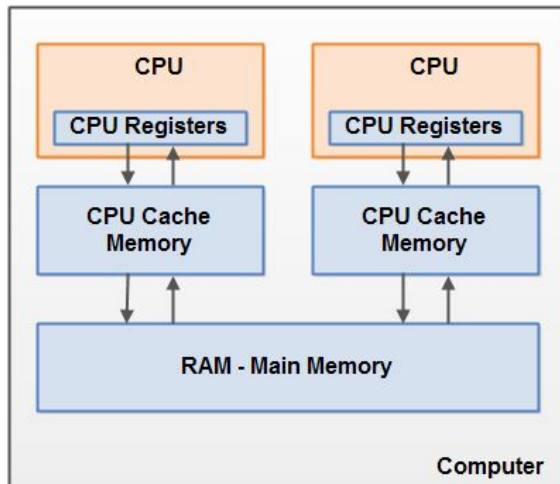 CPU
CPU Registers
CPU Cache
Memory
CPU
CPU Registers
CPU Cache
Memory
RAM - Main Memory
Computer